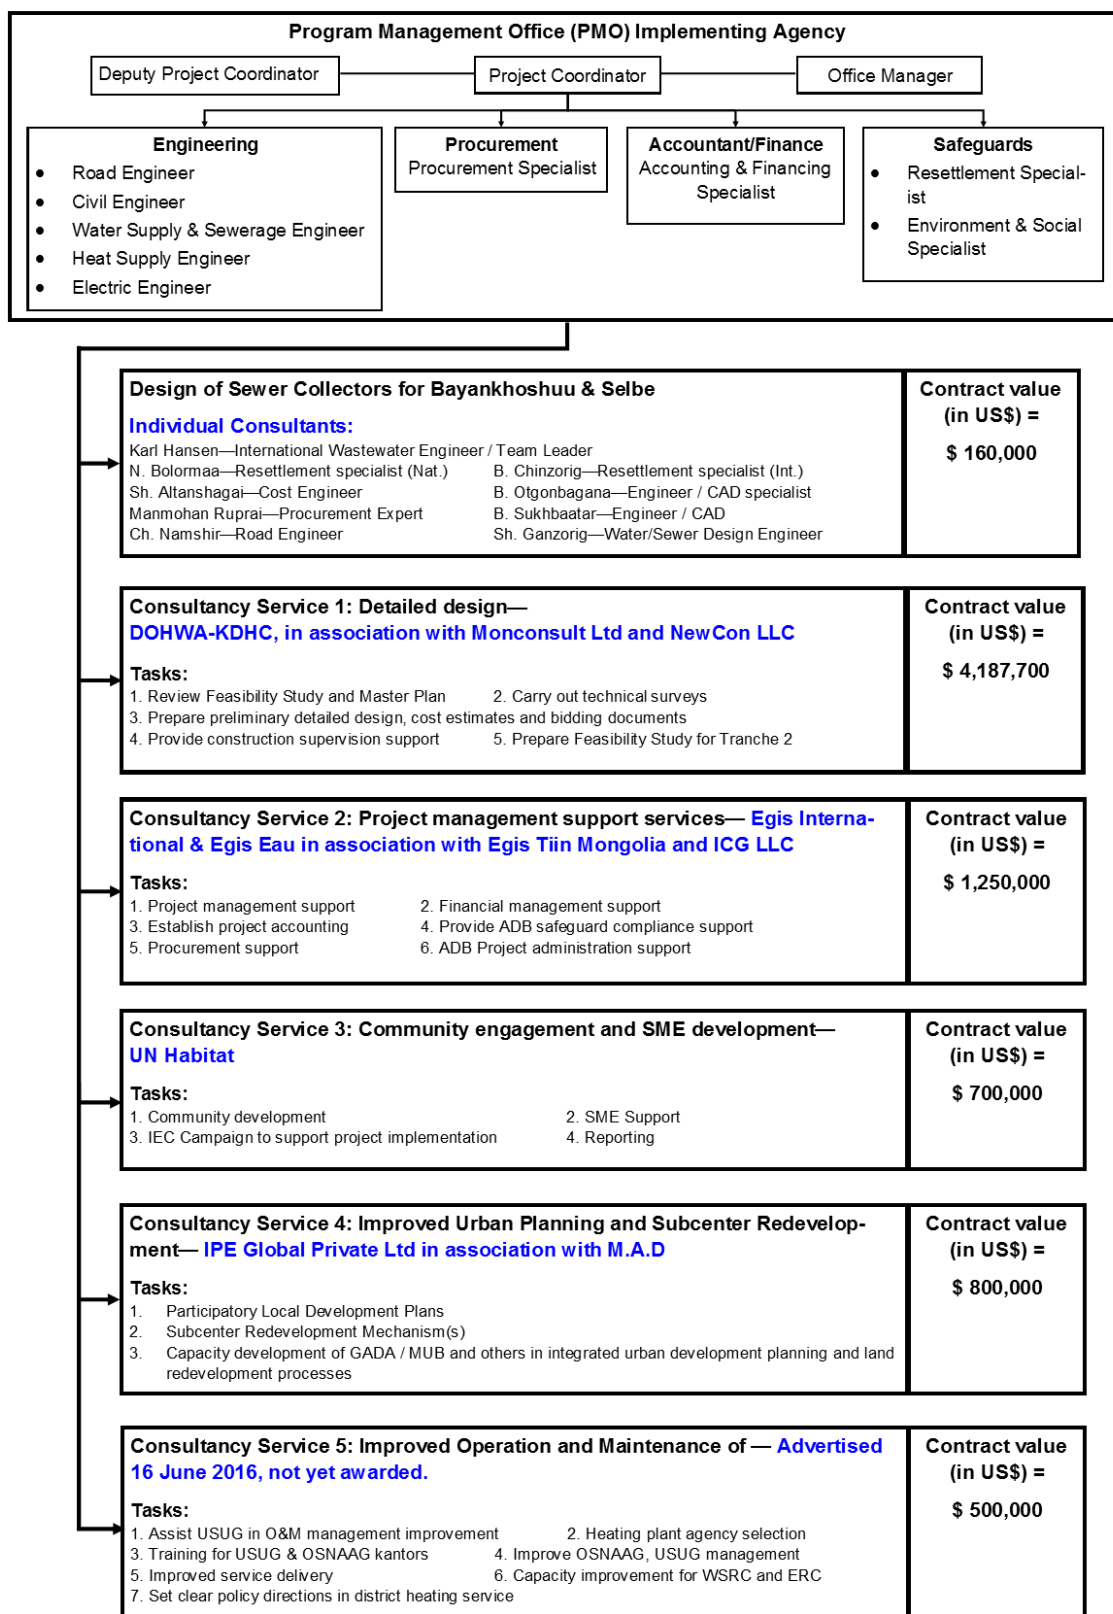 Program Management Office (PMO) Implementing Agency
Deputy Project Coordinator
Project Coordinator
Office Manager
Engineering
● Road Engineer
● Civil Engineer
● Water Supply & Sewerage Engineer
● Heat Supply Engineer
● Electric Engineer
Procurement
Procurement Specialist
Accountant/Finance
Accounting & Financing
Specialist
Safeguards
● Resettlement Special-
ist
● Environment & Social
Specialist
Design of Sewer Collectors for Bayankhoshuu & Selbe
Individual Consultants:
Karl Hansen—International Wastewater Engineer / Team Leader
N. Bolormaa—Resettlement specialist (Nat.) B. Chinzorig—Resettlement specialist (Int.)
Sh. Altanshagai—Cost Engineer B. Otgonbagana—Engineer / CAD specialist
Manmohan Ruprai—Procurement Expert B. Sukhbaatar—Engineer / CAD
Ch. Namshir—Road Engineer Sh. Ganzorig—Water/Sewer Design Engineer
Contract value
(in US$) =
$ 160,000
Consultancy Service 1: Detailed design—
DOHWA-KDHC, in association with Monconsult Ltd and NewCon LLC
Tasks:
1. Review Feasibility Study and Master Plan 2. Carry out technical surveys
3. Prepare preliminary detailed design, cost estimates and bidding documents
4. Provide construction supervision support 5. Prepare Feasibility Study for Tranche 2
Contract value
(in US$) =
$ 4,187,700
Consultancy Service 2: Project management support services— Egis Interna-
tional & Egis Eau in association with Egis Tiin Mongolia and ICG LLC
Tasks:
1. Project management support 2. Financial management support
3. Establish project accounting 4. Provide ADB safeguard compliance support
5. Procurement support 6. ADB Project administration support
Contract value
(in US$) =
$ 1,250,000
Consultancy Service 3: Community engagement and SME development—
UN Habitat
Tasks:
1. Community development 2. SME Support
3. IEC Campaign to support project implementation 4. Reporting
Contract value
(in US$) =
$ 700,000
Consultancy Service 4: Improved Urban Planning and Subcenter Redevelop-
ment— IPE Global Private Ltd in association with M.A.D
Tasks:
1. Participatory Local Development Plans
2. Subcenter Redevelopment Mechanism(s)
3. Capacity development of GADA / MUB and others in integrated urban development planning and land
redevelopment processes
Contract value
(in US$) =
$ 800,000
Consultancy Service 5: Improved Operation and Maintenance of — Advertised
16 June 2016, not yet awarded.
Tasks:
1. Assist USUG in O&M management improvement 2. Heating plant agency selection
3. Training for USUG & OSNAAG kantors 4. Improve OSNAAG, USUG management
5. Improved service delivery 6. Capacity improvement for WSRC and ERC
7. Set clear policy directions in district heating service
Contract value
(in US$) =
$ 500,000